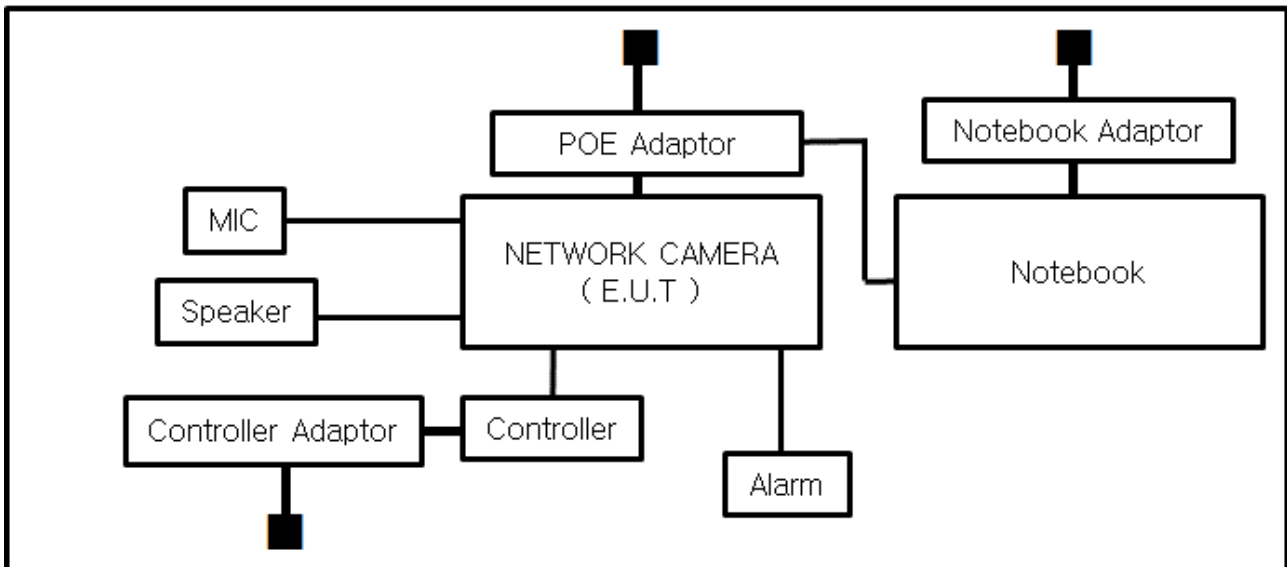 POE Adaptor
Notebook Adaptor
MIC
NETWORK CAMERA
( E.U.T )
Notebook
Speaker
Controller Adaptor
Controller
Alarm